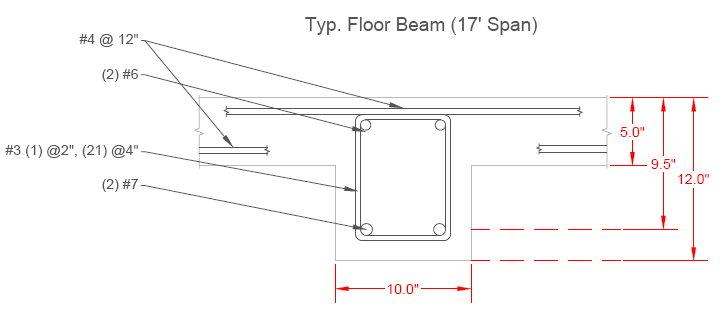 Typ. Floor Beam (17' Span)
#4 @ 12"
(2) #6
5.0"
#3 (1) @2", (21) @4"
9.5"
12.0"
(2) #7
10.0"